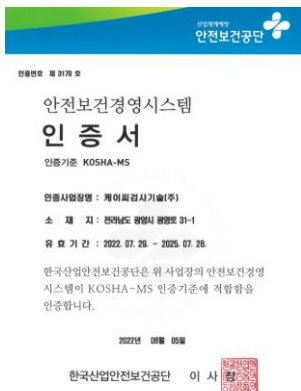 산업재해예방
안전보건공단
인증번호 제 3176 호
안전보건경영시스템
인 증 서
인증기준 KOSHA-MS
인증사업장명 : 케이씨검사기술(주)
소 재 지 : 전라남도 광양시 광양로 31-1
유 효 기 간 : 2022. 07. 29. - 2025. 07. 28.
한국산업안전보건공단은 위 사업장의 안전보건경영
시스템이 KOSHA-MS 인증기준에 적합함을
인증합니다.
2022년 08월 05일
한국산업안전보건공단 이 사 장